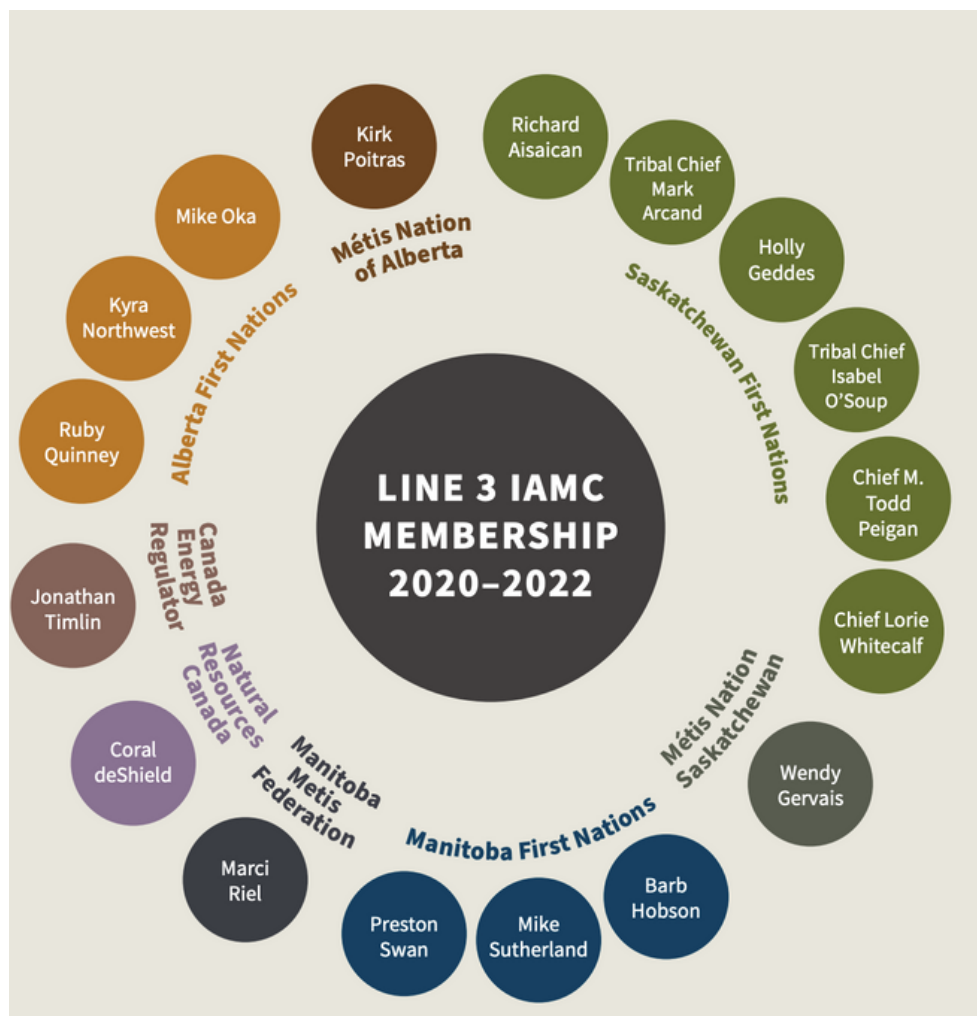 LINE 3 IAMC
MEMBERSHIP
2020–2022
Métis Nation
of Alberta
Kirk
Poitras
Saskatchewan First Nations
Richard
Aisaican
Tribal Chief
Mark
Arcand
Holly
Geddes
Tribal Chief
Isabel
O’Soup
Chief M.
Todd
Peigan
Chief Lorie
Whitecalf
Métis Nation
Saskatchewan
Wendy
Gervais
Manitoba First Nations
Barb
Hobson
Mike
Sutherland
Preston
Swan
Manitoba
Metis
Federation
Marci
Riel
Natural
Resources
Canada
Coral
deShield
Canada
Energy
Regulator
Jonathan
Timlin
Alberta First Nations
Ruby
Quinney
Kyra
Northwest
Mike Oka